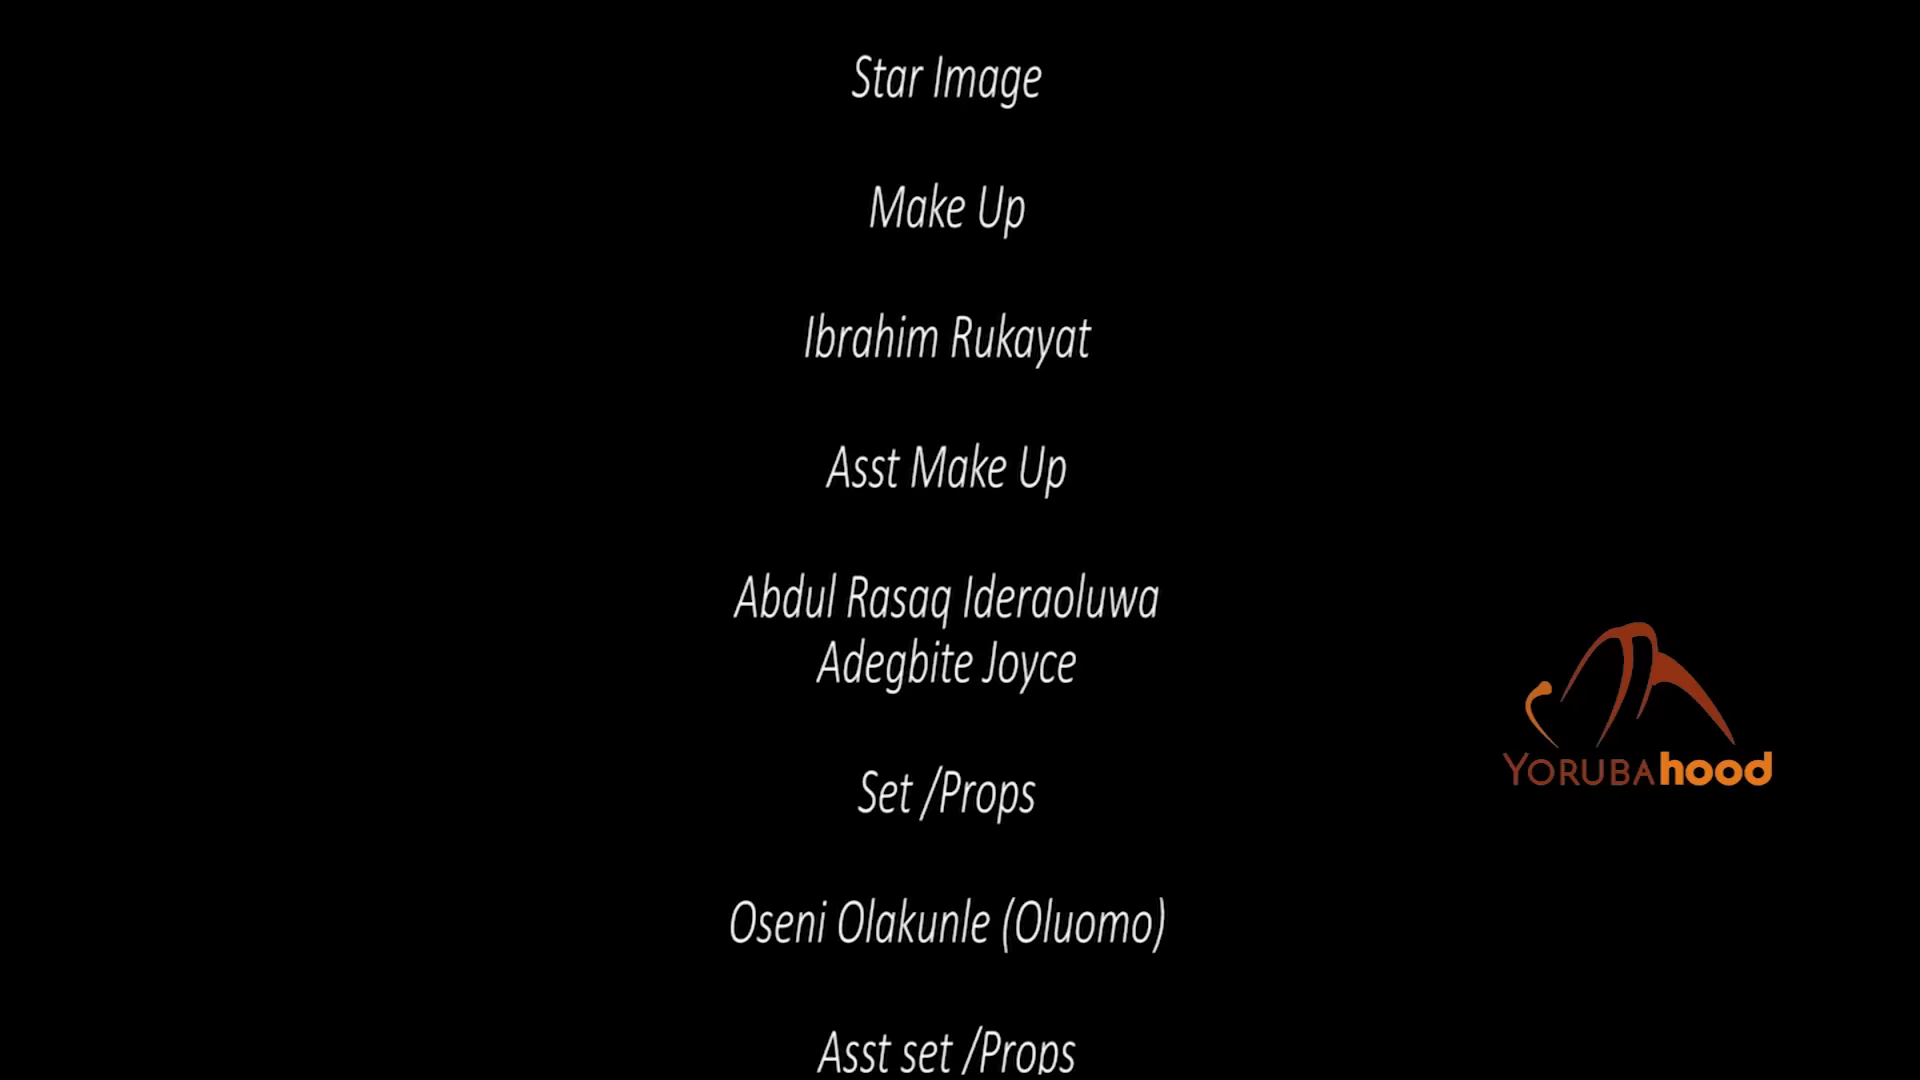 Star Image
Make Up
Ibrahim Rukayat
Asst Make Up
Abdul Rasaq Ideraoluwa
Adegbite Joyce
Set /Props
Oseni Olakunle (Oluomo)
Asst set /Props
YORUBAhood